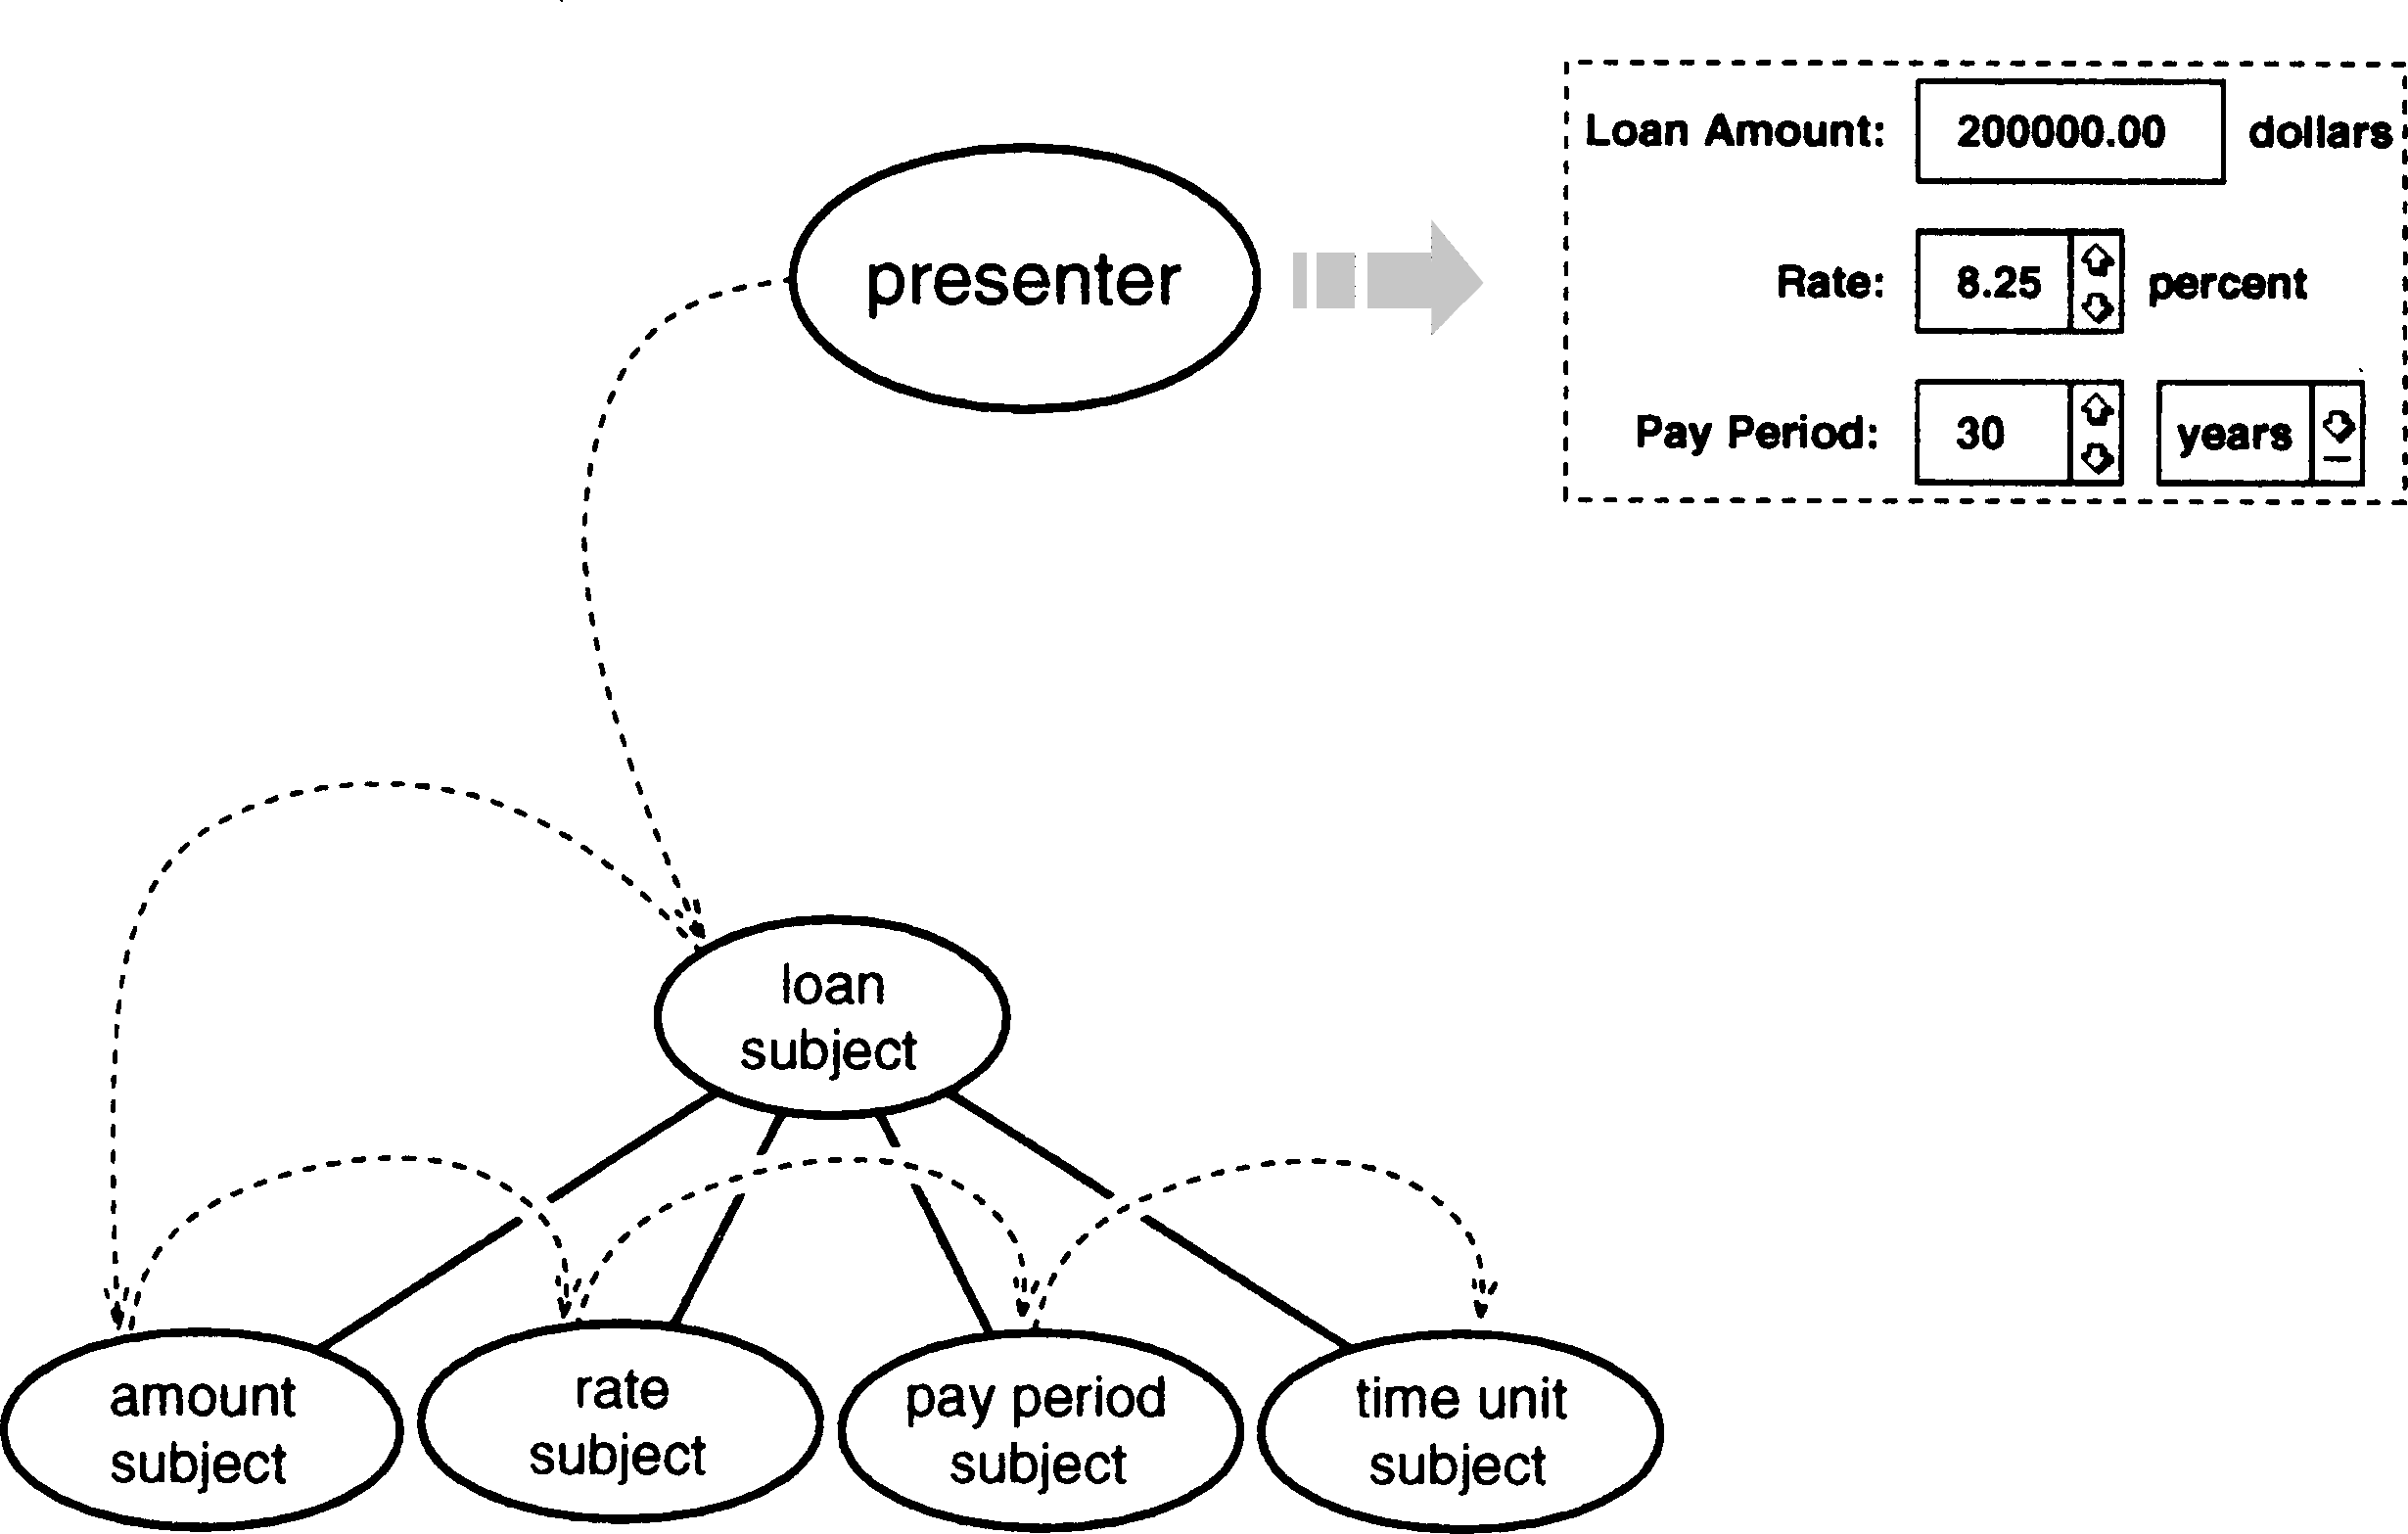 Loan Amount: 200000.00 dollars
presenter
Rate: 8.25 percent
Pay Period: 30 years
loan
subject
amount
subject
rate
subject
pay period
subject
time unit
subject